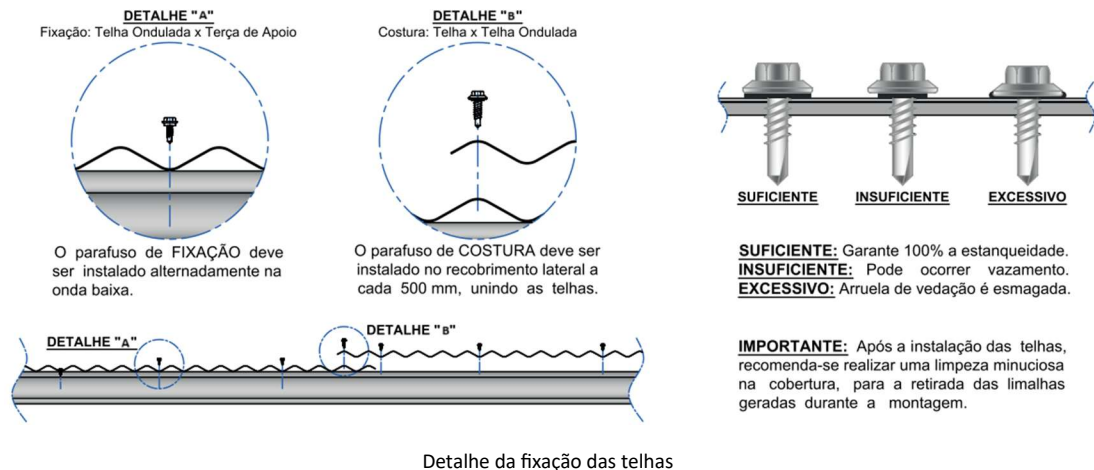 DETALHE "A"
Fixação: Telha Ondulada x Terça de Apoio
O parafuso de FIXAÇÃO deve
ser instalado alternadamente na
onda baixa.
DETALHE "B"
Costura: Telha x Telha Ondulada
O parafuso de COSTURA deve ser
instalado no recobrimento lateral a
cada 500 mm, unindo as telhas.
DETALHE "A"
DETALHE "B"
SUFICIENTE
INSUFICIENTE
EXCESSIVO
SUFICIENTE: Garante 100% a estanqueidade.
INSUFICIENTE: Pode ocorrer vazamento.
EXCESSIVO: Arruela de vedação é esmagada.
IMPORTANTE: Após a instalação das telhas,
recomenda-se realizar uma limpeza minuciosa
na cobertura, para a retirada das limalhas
geradas durante a montagem.
Detalhe da fixação das telhas